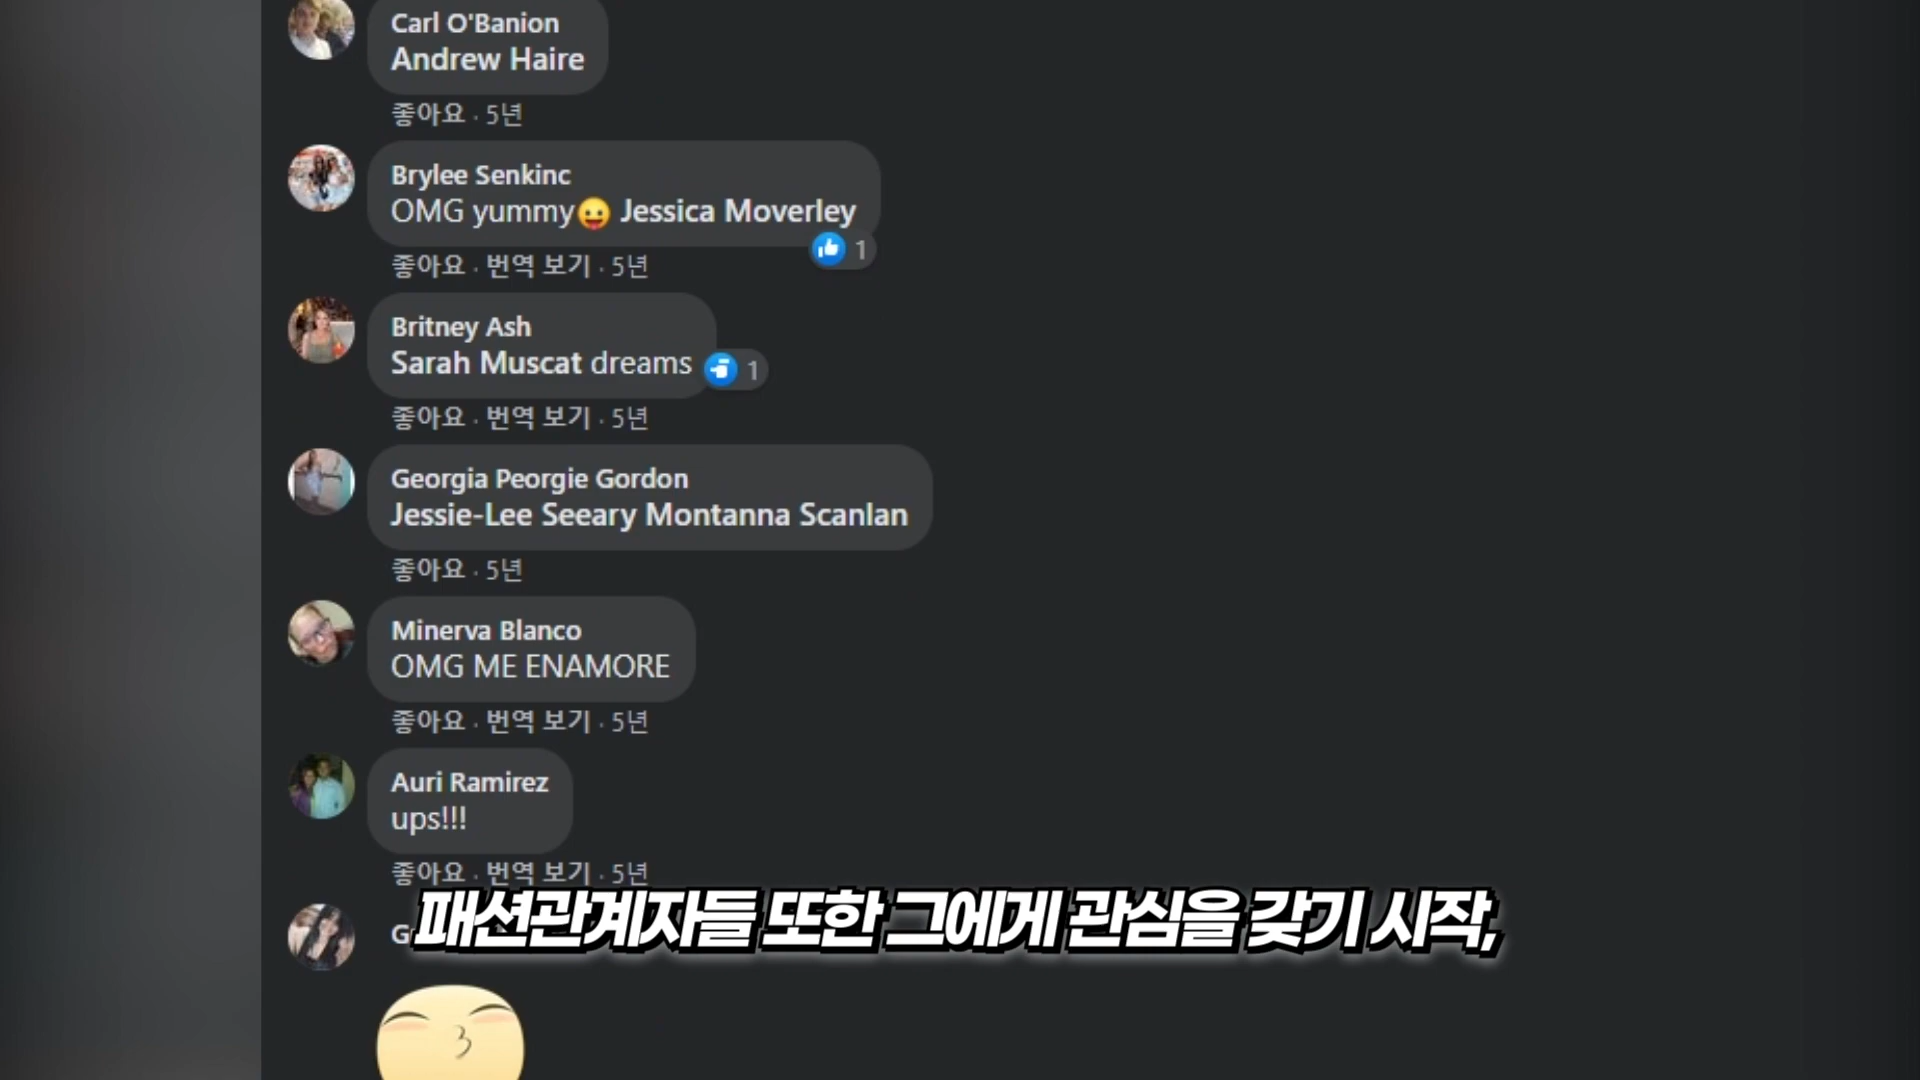 Carl O'Banion
Andrew Haire
좋아요 · 5년
Brylee Senkinc
OMG yummy😛 Jessica Moverley
1
좋아요 · 번역 보기 · 5년
Britney Ash
Sarah Muscat dreams
1
좋아요 · 번역 보기 · 5년
Georgia Peorgie Gordon
Jessie-Lee Seeary Montanna Scanlan
좋아요 · 5년
Minerva Blanco
OMG ME ENAMORE
좋아요 · 번역 보기 · 5년
Auri Ramirez
ups!!!
좋아요 · 번역 보기 · 5년
패션관계자들 또한 그에게 관심을 갖기 시작,